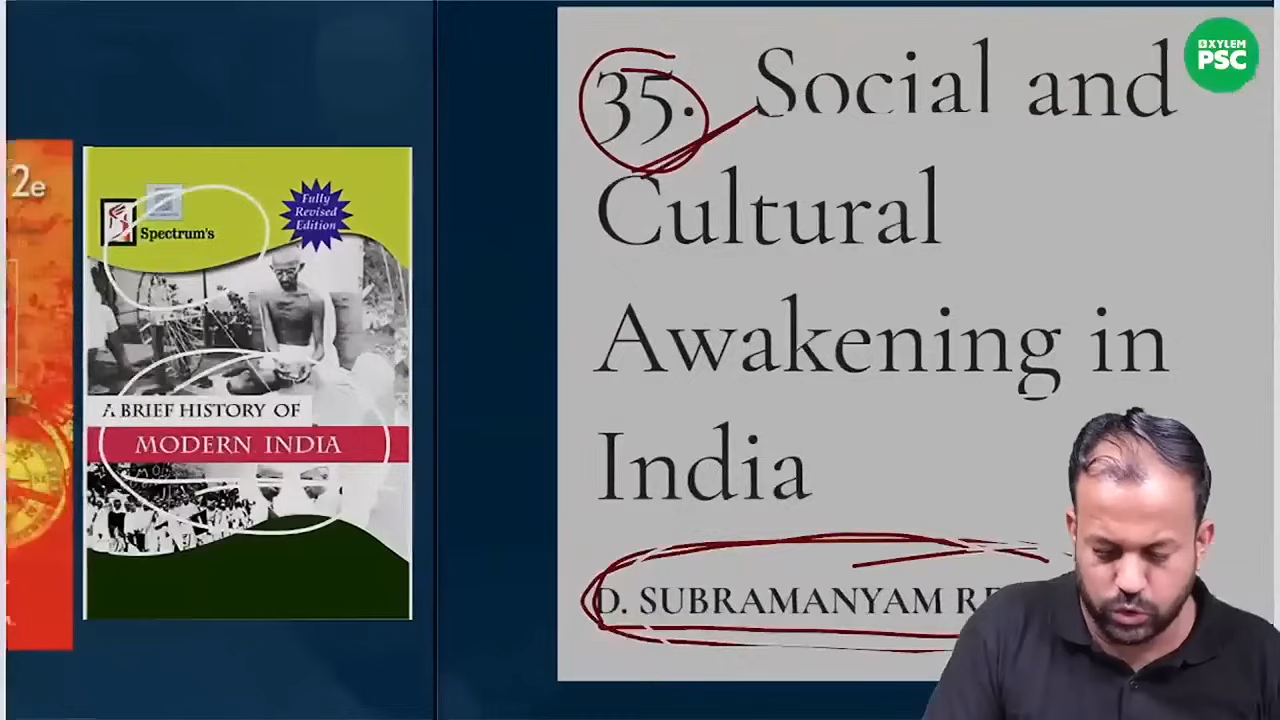 2e
Spectrum's
Fully
Revised
Edition
A BRIEF HISTORY OF
MODERN INDIA
35. Social and
Cultural
Awakening in
India
D. SUBRAMANYAM
XYLEM
PSC